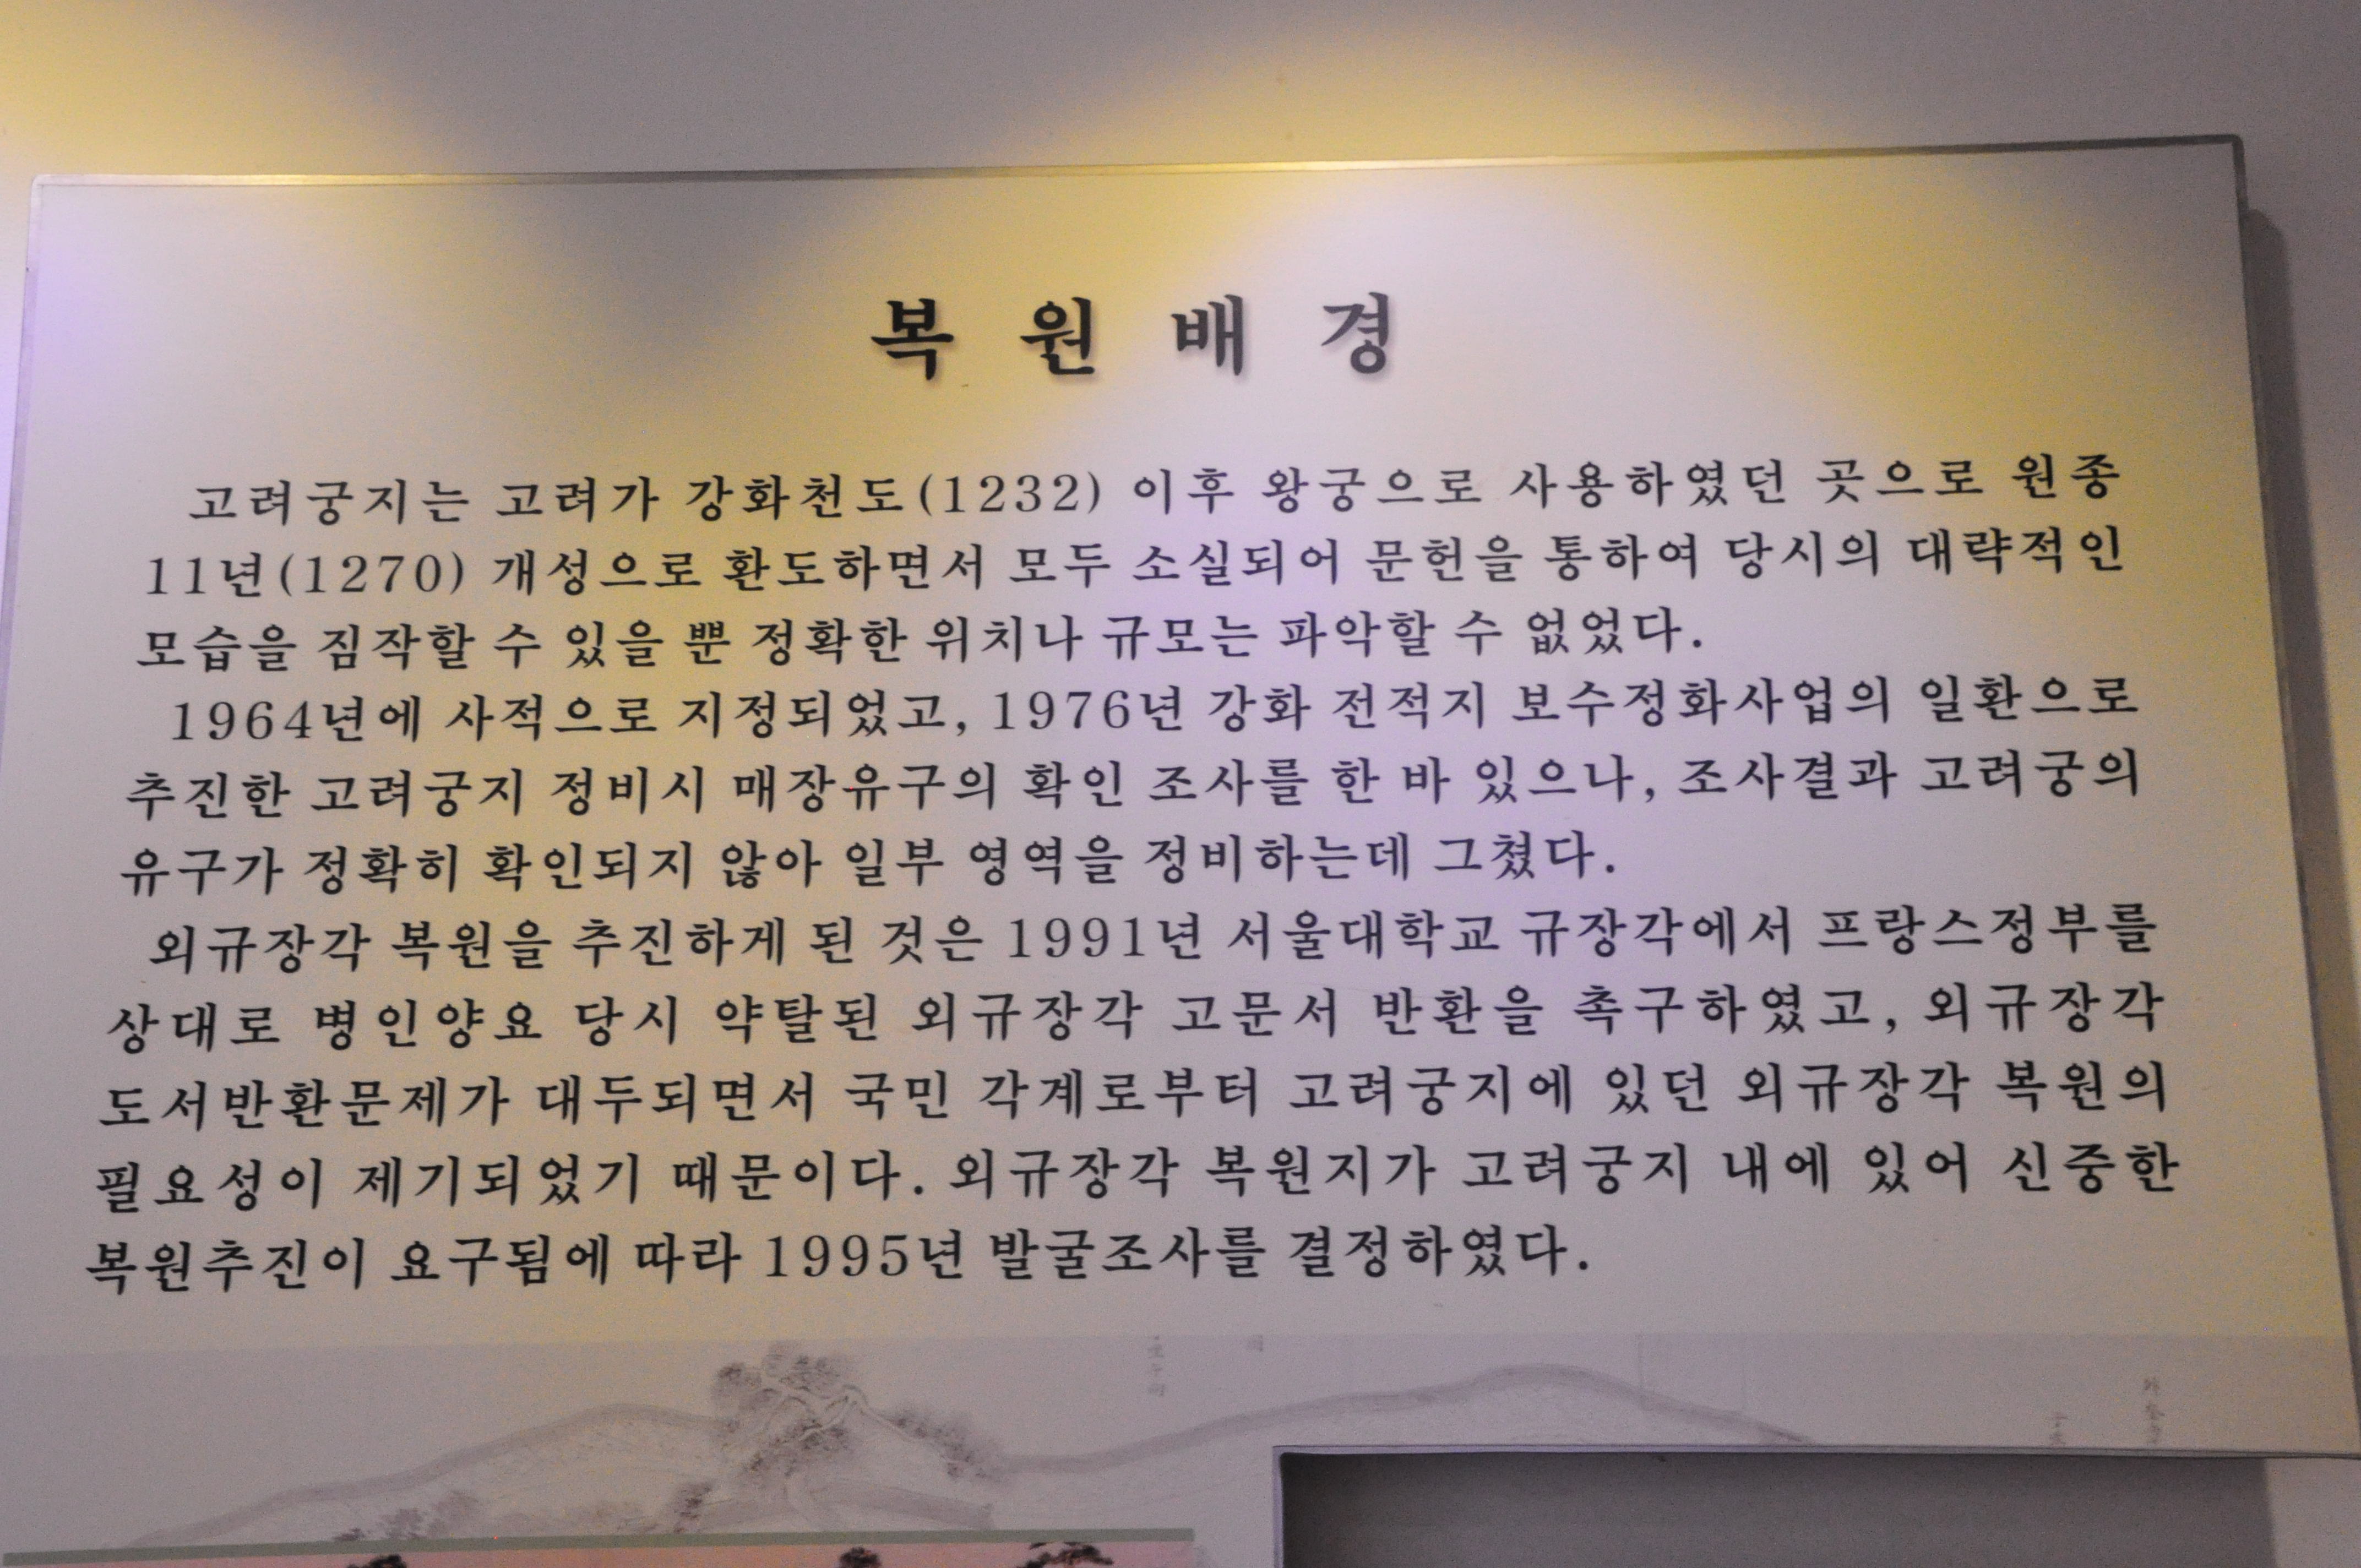 복 원 배 경
고려궁지는 고려가 강화천도(1232) 이후 왕궁으로 사용하였던 곳으로 원종
11년(1270) 개성으로 환도하면서 모두 소실되어 문헌을 통하여 당시의 대략적인
모습을 짐작할 수 있을 뿐 정확한 위치나 규모는 파악할 수 없었다.
1964년에 사적으로 지정되었고, 1976년 강화 전적지 보수정화사업의 일환으로
추진한 고려궁지 정비시 매장유구의 확인 조사를 한 바 있으나, 조사결과 고려궁의
유구가 정확히 확인되지 않아 일부 영역을 정비하는데 그쳤다.
외규장각 복원을 추진하게 된 것은 1991년 서울대학교 규장각에서 프랑스정부를
상대로 병인양요 당시 약탈된 외규장각 고문서 반환을 촉구하였고, 외규장각
도서반환문제가 대두되면서 국민 각계로부터 고려궁지에 있던 외규장각 복원의
필요성이 제기되었기 때문이다. 외규장각 복원지가 고려궁지 내에 있어 신중한
복원추진이 요구됨에 따라 1995년 발굴조사를 결정하였다.